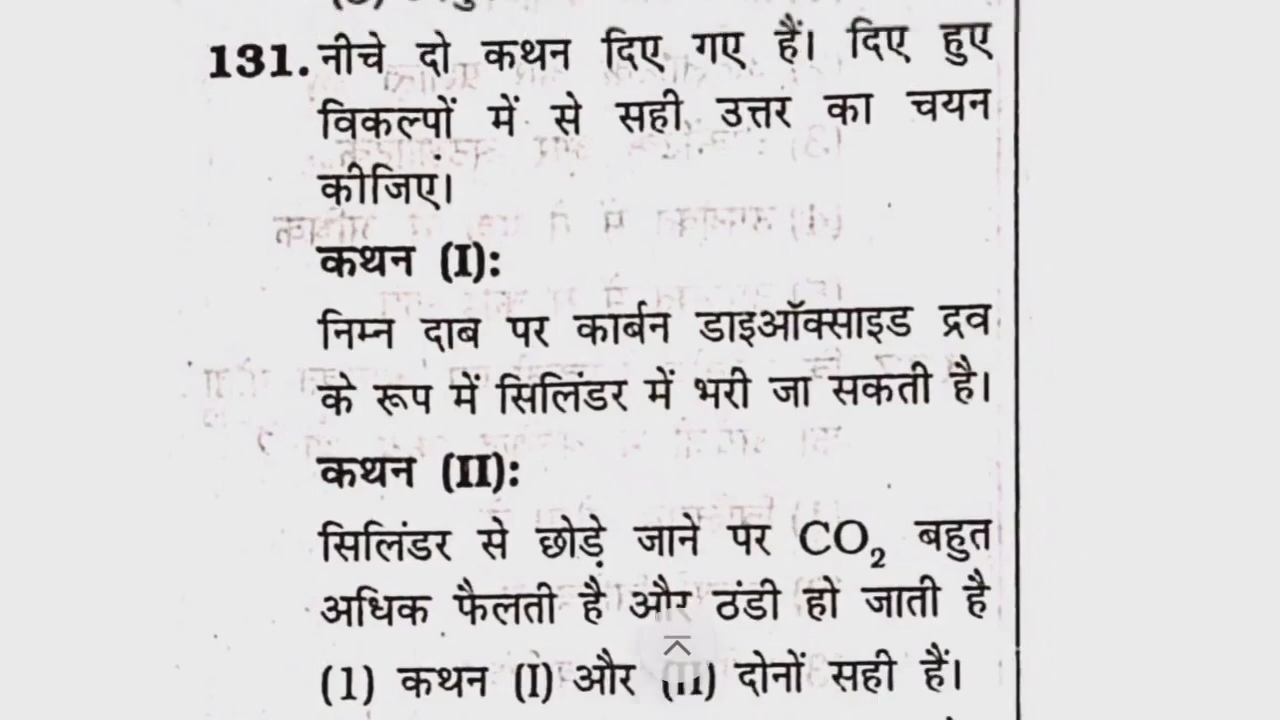 131. नीचे दो कथन दिए गए हैं। दिए हुए
विकल्पों में से सही उत्तर का चयन
कीजिए।
कथन (I):
निम्न दाब पर कार्बन डाइऑक्साइड द्रव
के रूप में सिलिंडर में भरी जा सकती है।
कथन (II):
सिलिंडर से छोड़े जाने पर CO₂ बहुत
अधिक फैलती है और ठंडी हो जाती है
(1) कथन (I) और (II) दोनों सही हैं।